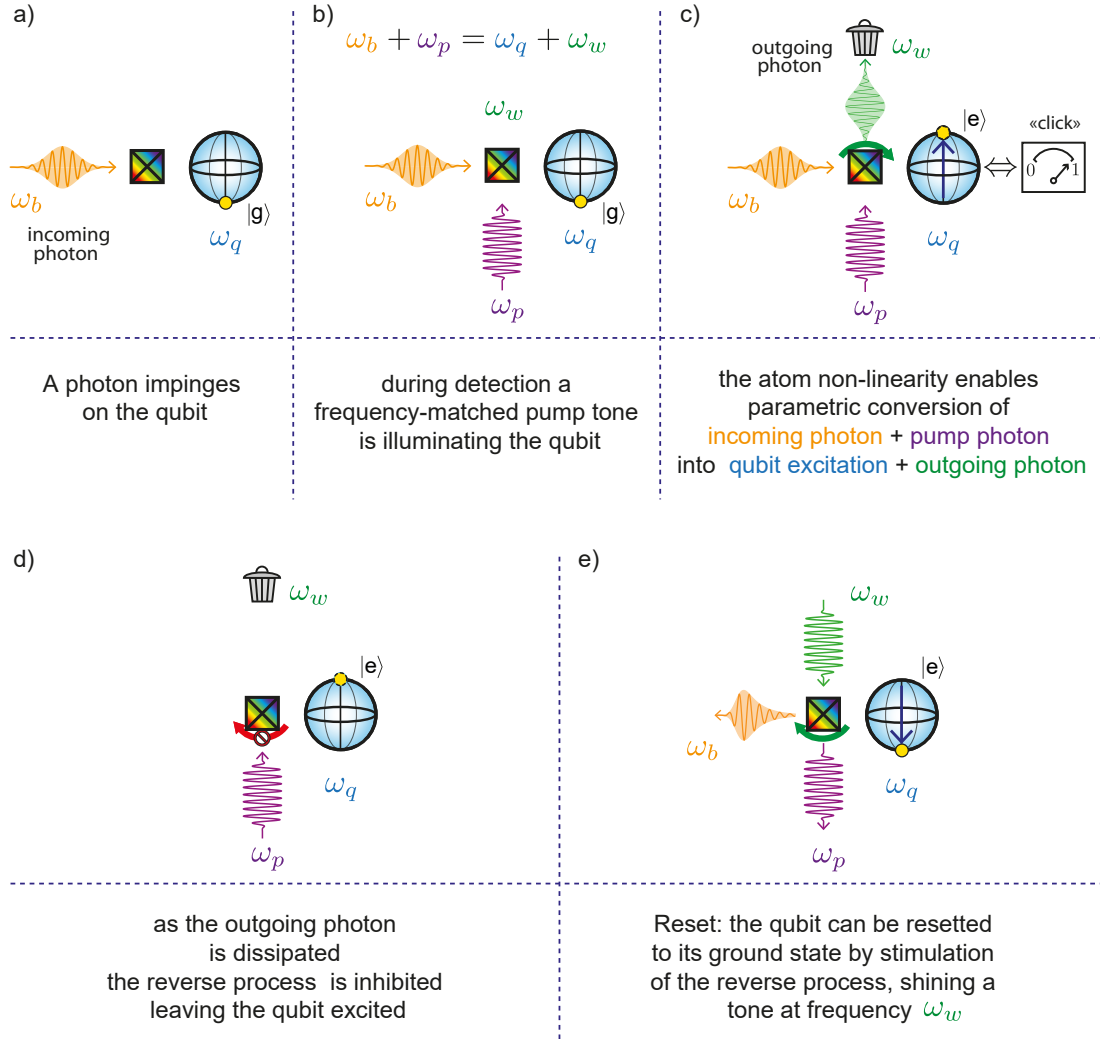 a)
ω_b
incoming
photon
|g⟩
ω_q
A photon impinges
on the qubit
b)
ω_b + ω_p = ω_q + ω_w
ω_w
ω_b
|g⟩
ω_q
ω_p
during detection a
frequency-matched pump tone
is illuminating the qubit
c)
outgoing
photon
ω_w
|e⟩
«click»
0 1
ω_b
ω_q
ω_p
the atom non-linearity enables
parametric conversion of
incoming photon + pump photon
into qubit excitation + outgoing photon
d)
ω_w
|e⟩
ω_q
ω_p
as the outgoing photon
is dissipated
the reverse process is inhibited
leaving the qubit excited
e)
ω_w
|e⟩
ω_b
ω_q
ω_p
Reset: the qubit can be resetted
to its ground state by stimulation
of the reverse process, shining a
tone at frequency ω_w